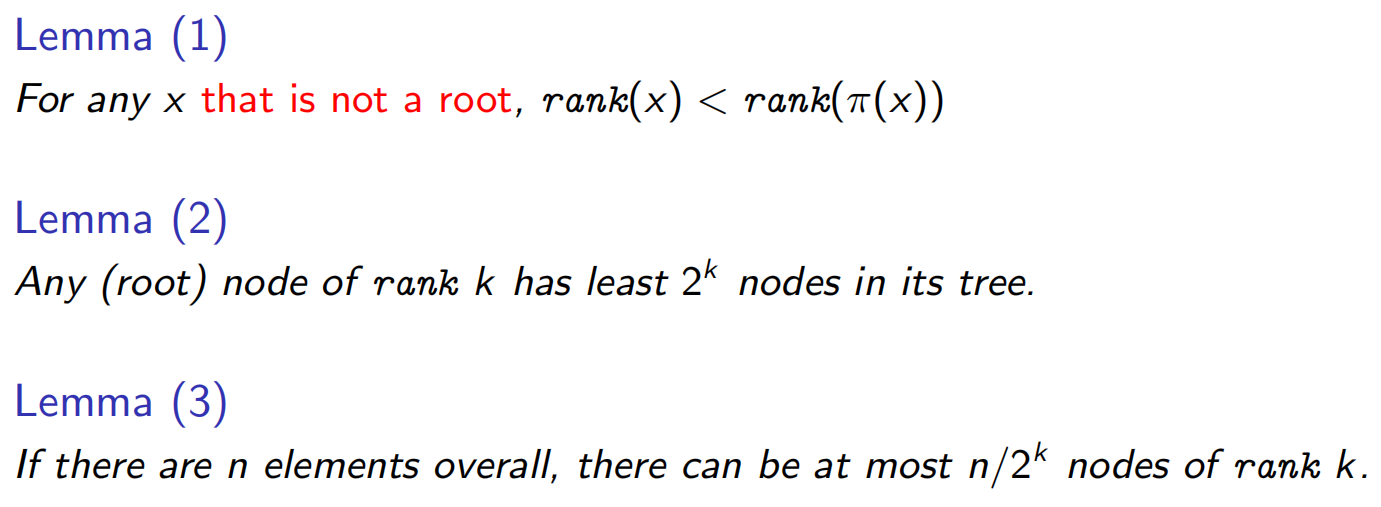 Lemma (1)
For any x that is not a root, rank(x) < rank(π(x))
Lemma (2)
Any (root) node of rank k has least 2^k nodes in its tree.
Lemma (3)
If there are n elements overall, there can be at most n/2^k nodes of rank k.